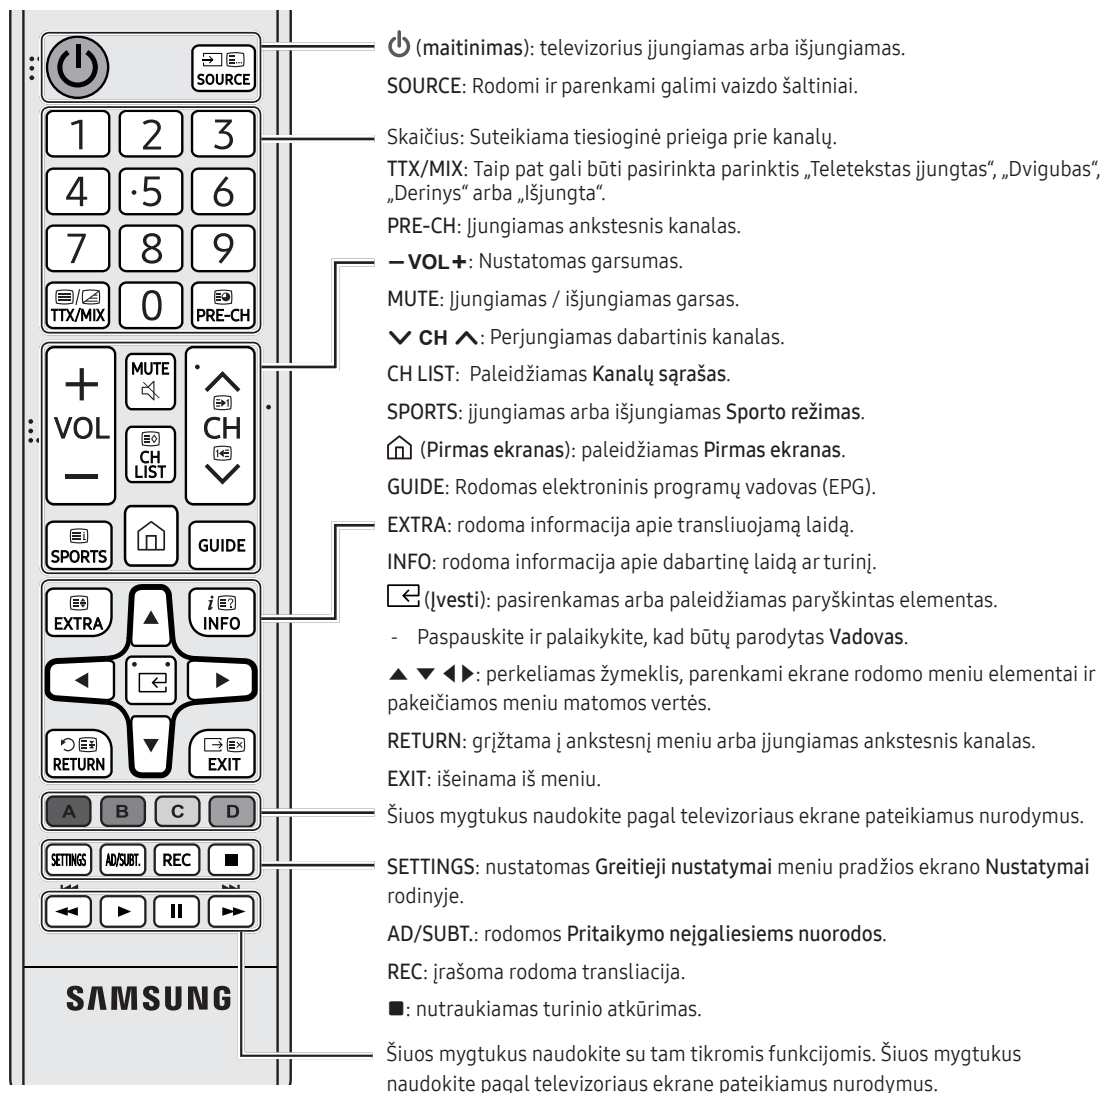 (maitinimas): televizorius įjungiamas arba išjungiamas.
SOURCE
SOURCE: Rodomi ir parenkami galimi vaizdo šaltiniai.
1 2 3
Skaičius: Suteikiama tiesioginė prieiga prie kanalų.
TTX/MIX: Taip pat gali būti pasirinkta parinktis „Teletekstas įjungtas“, „Dvigubas“,
„Derinys“ arba „Išjungta“.
4 ·5 6
PRE-CH: Įjungiamas ankstesnis kanalas.
7 8 9
– VOL +: Nustatomas garsumas.
TTX/MIX 0 PRE-CH
MUTE: Įjungiamas / išjungiamas garsas.
CH : Perjungiamas dabartinis kanalas.
+ VOL – MUTE CH
CH LIST: Paleidžiamas Kanalų sąrašas.
SPORTS: įjungiamas arba išjungiamas Sporto režimas.
CH
LIST
(Pirmas ekranas): paleidžiamas Pirmas ekranas.
GUIDE: Rodomas elektroninis programų vadovas (EPG).
SPORTS GUIDE
EXTRA: rodoma informacija apie transliuojamą laidą.
INFO: rodoma informacija apie dabartinę laidą ar turinį.
EXTRA i INFO
(Įvesti): pasirenkamas arba paleidžiamas paryškintas elementas.
- Paspauskite ir palaikykite, kad būtų parodytas Vadovas.
▲ ▼ ◀ ▶: perkeliamas žymeklis, parenkami ekrane rodomo meniu elementai ir
pakeičiamos meniu matomos vertės.
RETURN EXIT
RETURN: grįžtama į ankstesnį meniu arba įjungiamas ankstesnis kanalas.
EXIT: išeinama iš meniu.
A B C D
Šiuos mygtukus naudokite pagal televizoriaus ekrane pateikiamus nurodymus.
SETTINGS AD/SUBT. REC
SETTINGS: nustatomas Greitieji nustatymai meniu pradžios ekrano Nustatymai
rodinyje.
AD/SUBT.: rodomos Pritaikymo neįgaliesiems nuorodos.
REC: įrašoma rodoma transliacija.
SAMSUNG
■: nutraukiamas turinio atkūrimas.
Šiuos mygtukus naudokite su tam tikromis funkcijomis. Šiuos mygtukus
naudokite pagal televizoriaus ekrane pateikiamus nurodymus.